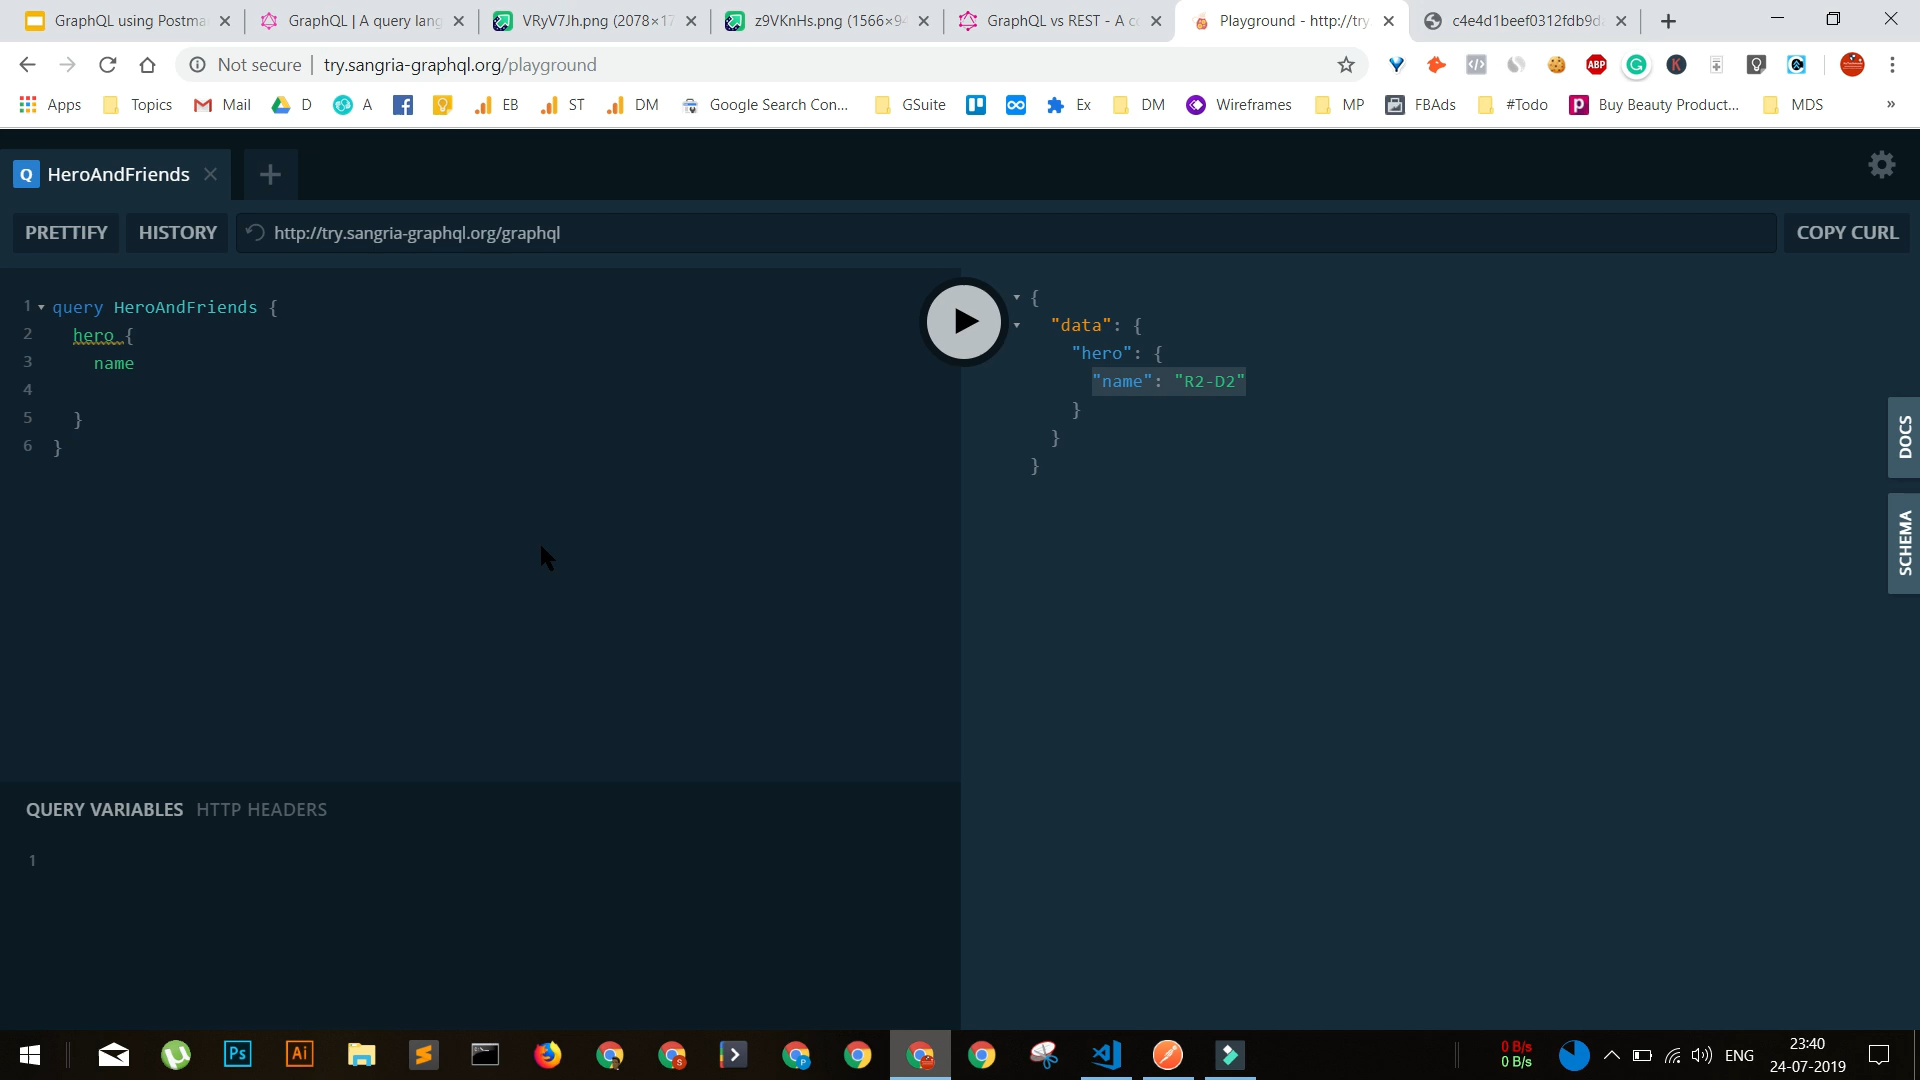 GraphQL using Postma
GraphQL | A query lang
VRyV7Jh.png (2078×17
z9VKnHs.png (1566×94
GraphQL vs REST - A co
Playground - http://try.
c4e4d1beef0312fdb9d
Not secure
try.sangria-graphql.org/playground
Apps
Topics
Mail
D
A
EB
ST
DM
Google Search Con...
GSuite
Ex
DM
Wireframes
MP
FBAds
#Todo
Buy Beauty Product...
MDS
»
Q HeroAndFriends
PRETTIFY
HISTORY
http://try.sangria-graphql.org/graphql
COPY CURL
1 query HeroAndFriends {
2 hero {
3 name
4
5 }
6 }
{
"data": {
"hero": {
"name": "R2-D2"
}
}
}
DOCS
SCHEMA
QUERY VARIABLES
HTTP HEADERS
1
Ps
Ai
0 B/s
0 B/s
ENG
23:40
24-07-2019